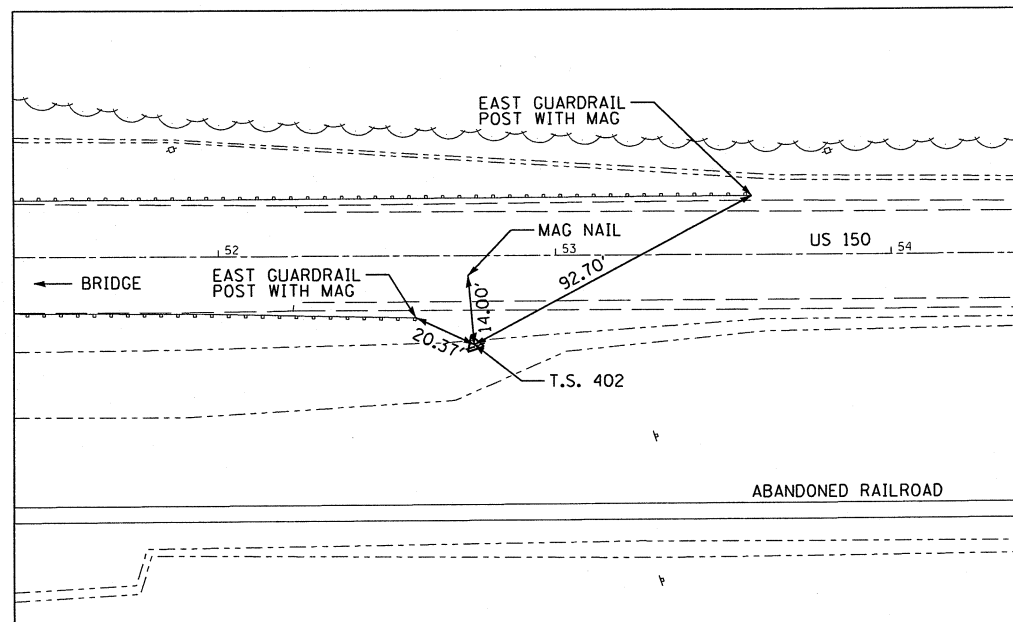 EAST GUARDRAIL
POST WITH MAG
MAG NAIL
US 150
52
53
54
BRIDGE
EAST GUARDRAIL
POST WITH MAG
92.70'
14.00'
20.37'
T.S. 402
ABANDONED RAILROAD